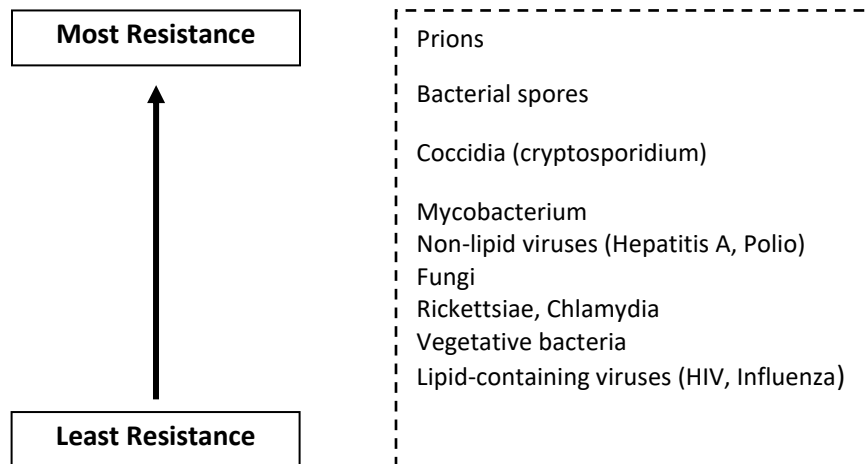 Most Resistance
Prions
Bacterial spores
Coccidia (cryptosporidium)
Mycobacterium
Non-lipid viruses (Hepatitis A, Polio)
Fungi
Rickettsiae, Chlamydia
Vegetative bacteria
Lipid-containing viruses (HIV, Influenza)
Least Resistance